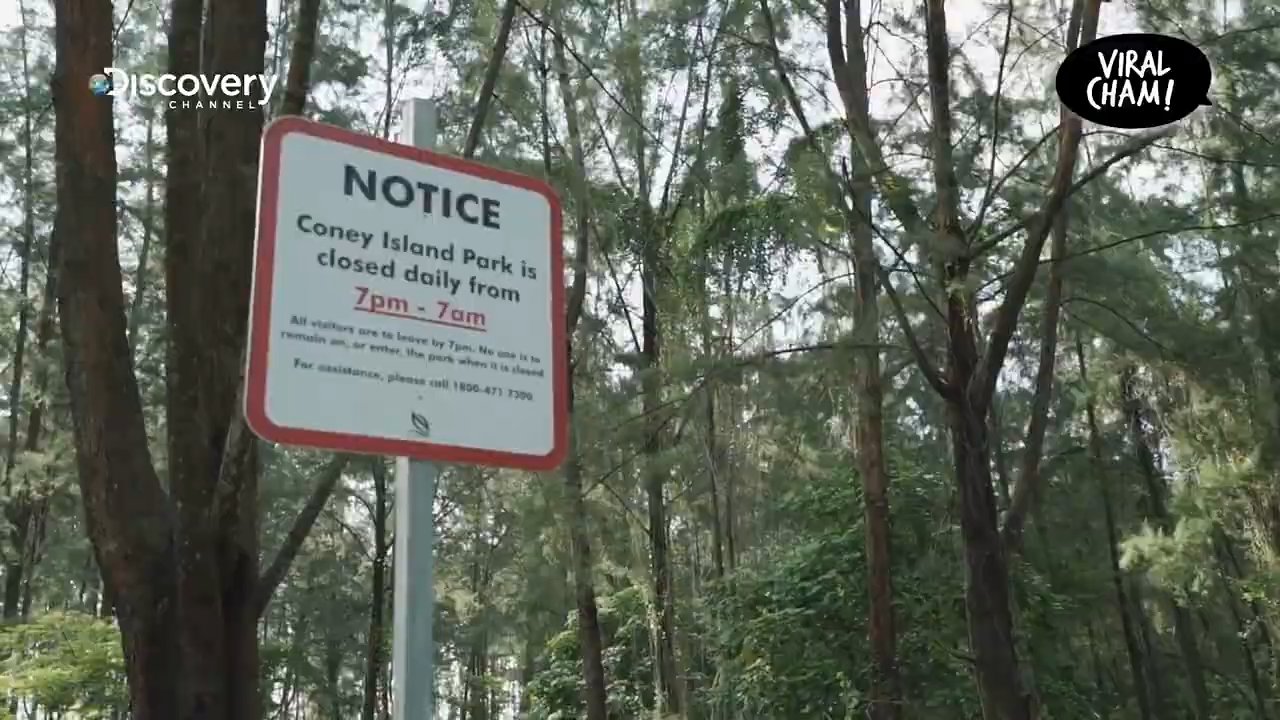 Discovery
CHANNEL
VIRAL
CHAM!
NOTICE
Coney Island Park is
closed daily from
7pm - 7am
All visitors are to leave by 7pm. No one is to
remain on, or enter, the park when it is closed
For assistance, please call 1800-471 7300